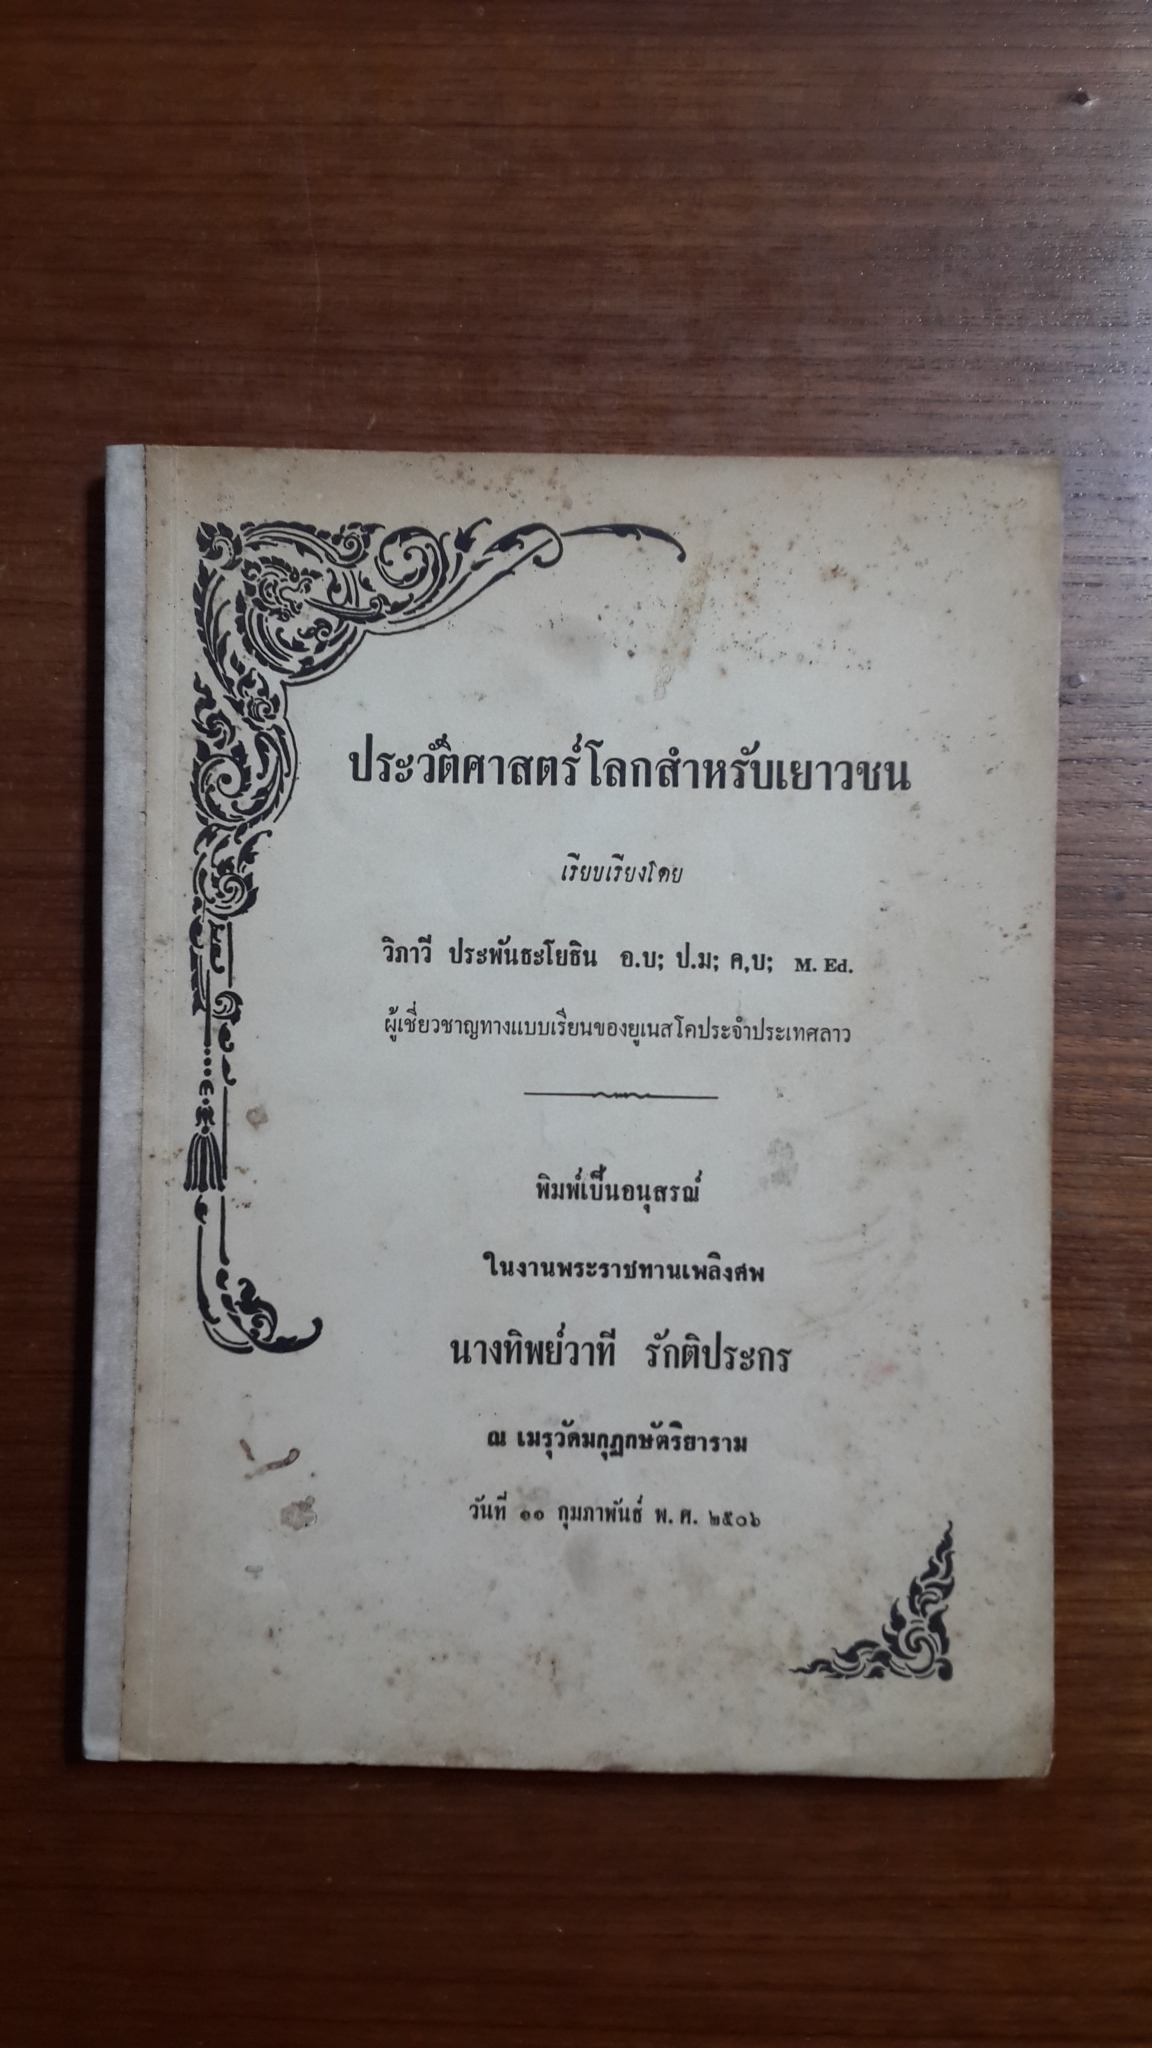 ประวัติศาสตร์โลกสำหรับเยาวชน
เรียบเรียงโดย
วิภาวี ประพันธะโยธิน อ.บ; ป.ม; ค,บ; M. Ed.
ผู้เชี่ยวชาญทางแบบเรียนของยูเนสโคประจำประเทศลาว
พิมพ์เป็นอนุสรณ์
ในงานพระราชทานเพลิงศพ
นางทิพย์วาที รักติประกร
ณ เมรุวัดมกุฏกษัตริยาราม
วันที่ ๑๑ กุมภาพันธ์ พ.ศ. ๒๕๐๖